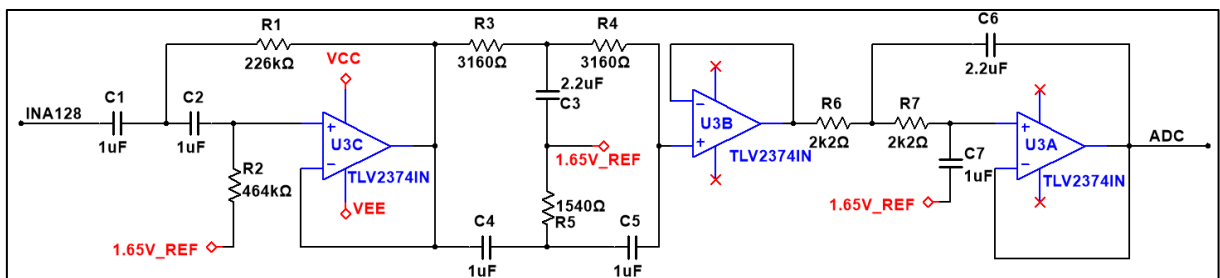 INA128
C1
1uF
C2
1uF
R1
226kΩ
R2
464kΩ
1.65V_REF
VCC
+
−
U3C
TLV2374IN
VEE
R3
3160Ω
R4
3160Ω
2.2uF
C3
1.65V_REF
1540Ω
R5
C4
1uF
C5
1uF
−
+
U3B
TLV2374IN
R6
2k2Ω
R7
2k2Ω
C6
2.2uF
C7
1uF
1.65V_REF
+
−
U3A
TLV2374IN
ADC